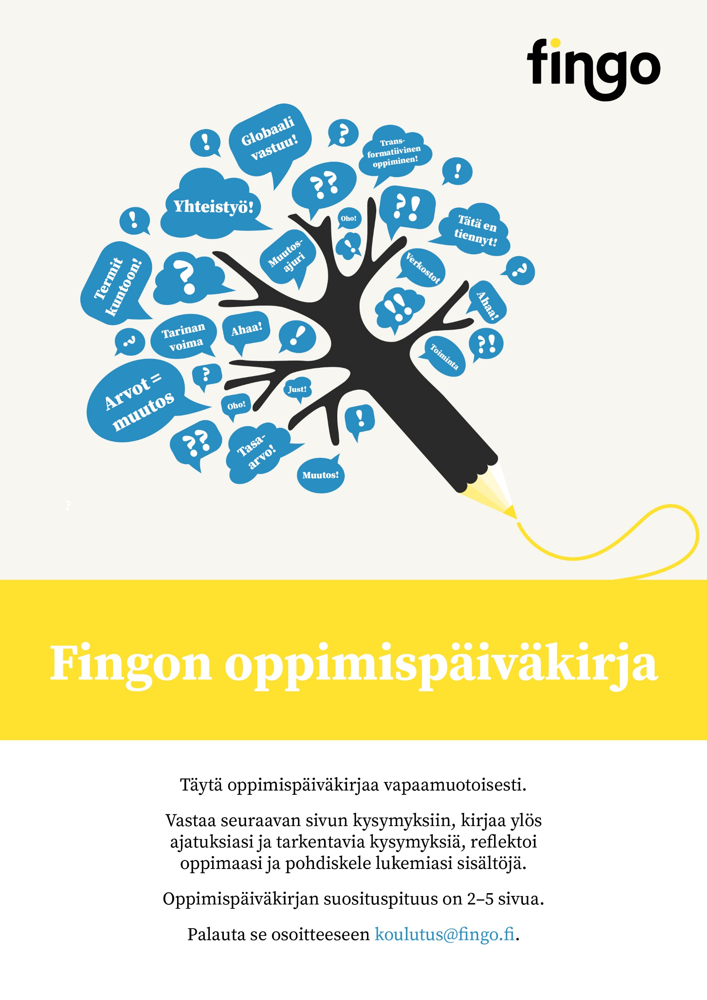 fingo
!
Globaali
vastuu!
?
Trans-
formatiivinen
oppiminen!
!
??
Yhteistyö!
?!
!
Oho!
Tätä en
tiennyt!
!
Muutos-
ajuri
Verkostot
?
Termit
kuntoon!
?
!!
Ahaa!
Tarinan
voima
Ahaa!
!
?
?!
Toiminta
Arvot =
muutos
?
Just!
Oho!
!
??
Tasa-
arvo!
Muutos!
?
Fingon oppimispäiväkirja
Täytä oppimispäiväkirjaa vapaamuotoisesti.
Vastaa seuraavan sivun kysymyksiin, kirjaa ylös
ajatuksiasi ja tarkentavia kysymyksiä, reflektoi
oppimaasi ja pohdiskele lukemiasi sisältöjä.
Oppimispäiväkirjan suosituspituus on 2–5 sivua.
Palauta se osoitteeseen koulutus@fingo.fi.